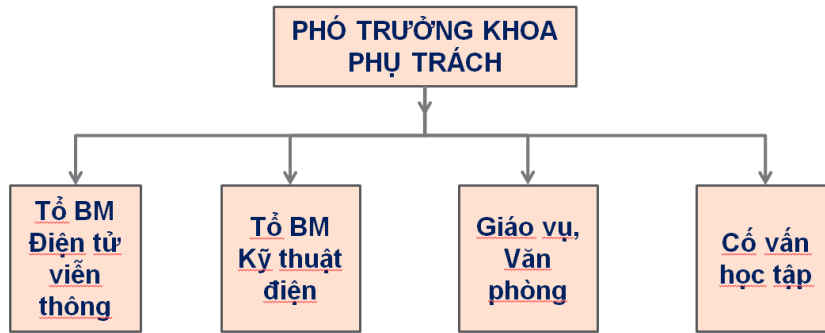 PHÓ TRƯỞNG KHOA
PHỤ TRÁCH
Tổ BM
Điện tử
viễn
thông
Tổ BM
Kỹ thuật
điện
Giáo vụ,
Văn
phòng
Cố vấn
học tập